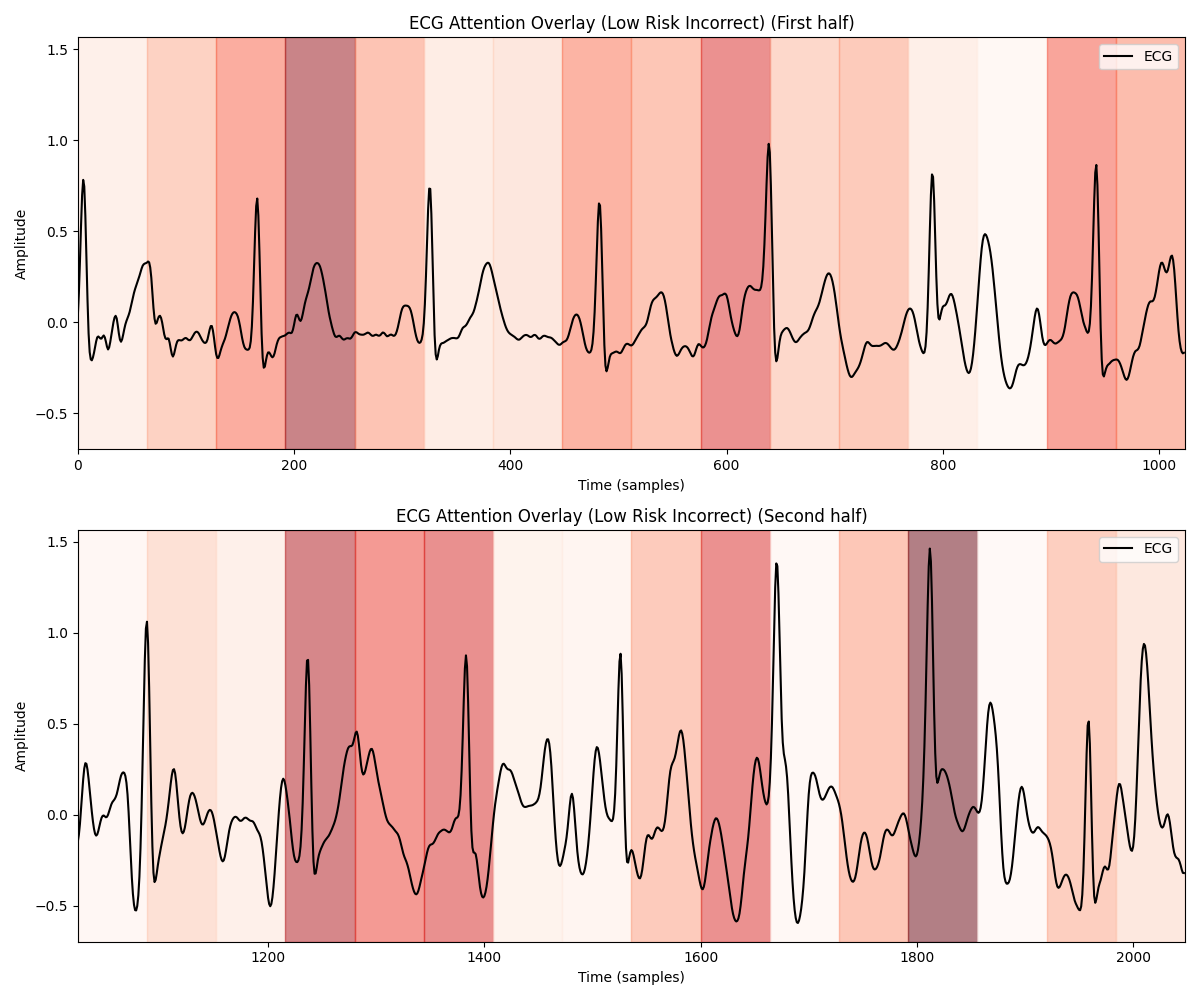 ECG Attention Overlay (Low Risk Incorrect) (First half)
1.5
1.0
0.5
0.0
−0.5
Amplitude
ECG
0 200 400 600 800 1000
Time (samples)
ECG Attention Overlay (Low Risk Incorrect) (Second half)
1.5
1.0
0.5
0.0
−0.5
Amplitude
ECG
1200 1400 1600 1800 2000
Time (samples)